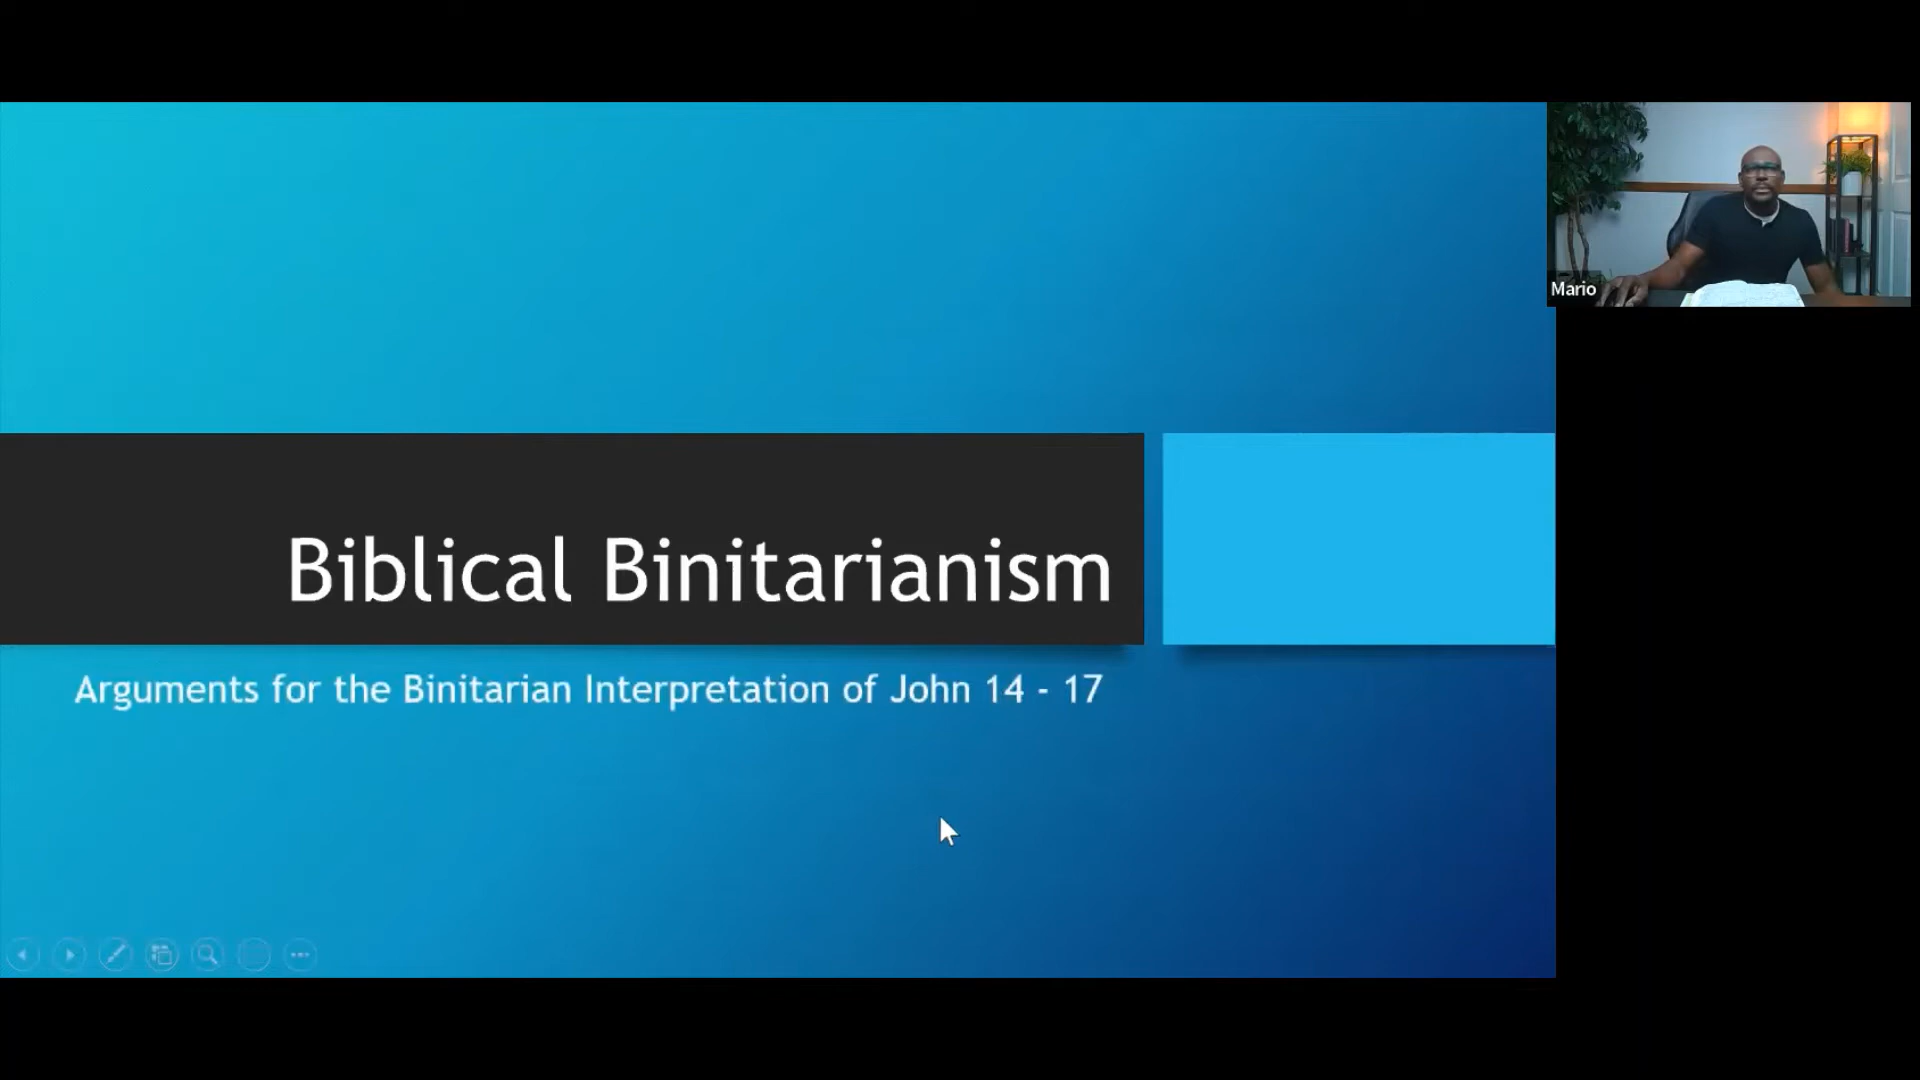 Biblical Binitarianism
Arguments for the Binitarian Interpretation of John 14 - 17
Mario